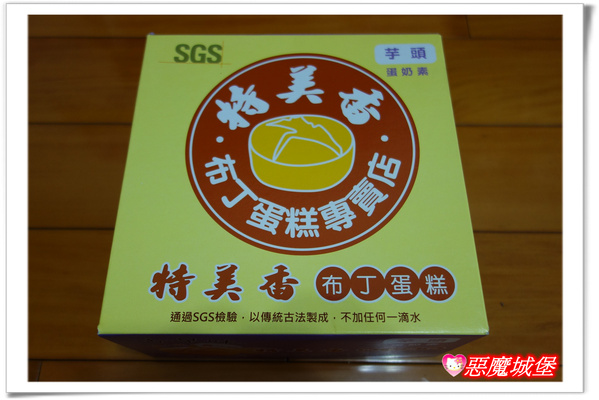 SGS
芋頭
蛋奶素
特美香
布丁蛋糕專賣店
特美香 布丁蛋糕
通過SGS檢驗，以傳統古法製成，不加任何一滴水
惡魔城堡